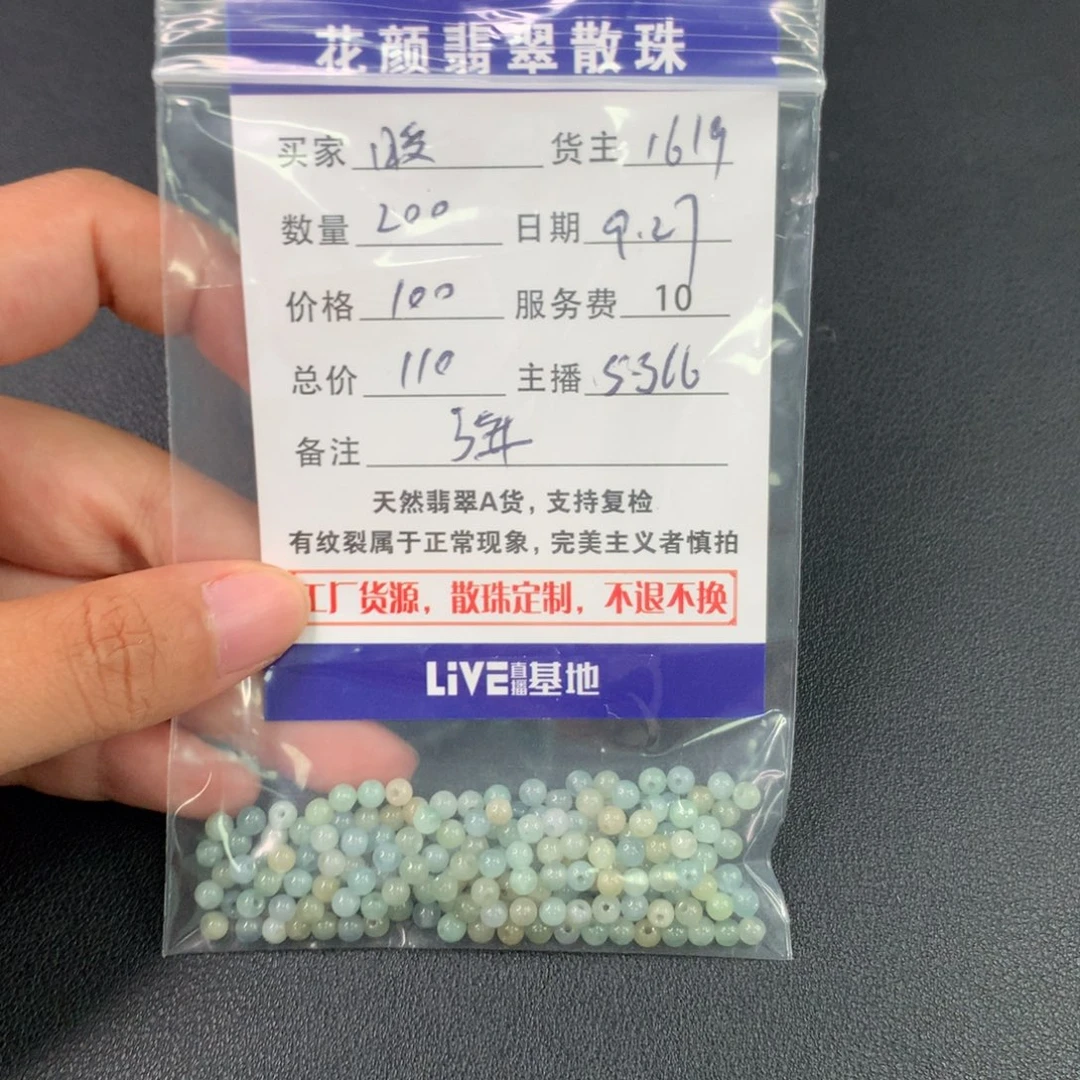 花颜翡翠散珠
买家 货主 1619
数量 200 日期 9.27
价格 100 服务费 10
总价 110 主播 5366
备注
天然翡翠A货，支持复检
有纹裂属于正常现象，完美主义者慎拍
工厂货源，散珠定制，不退不换
LiVE直播基地